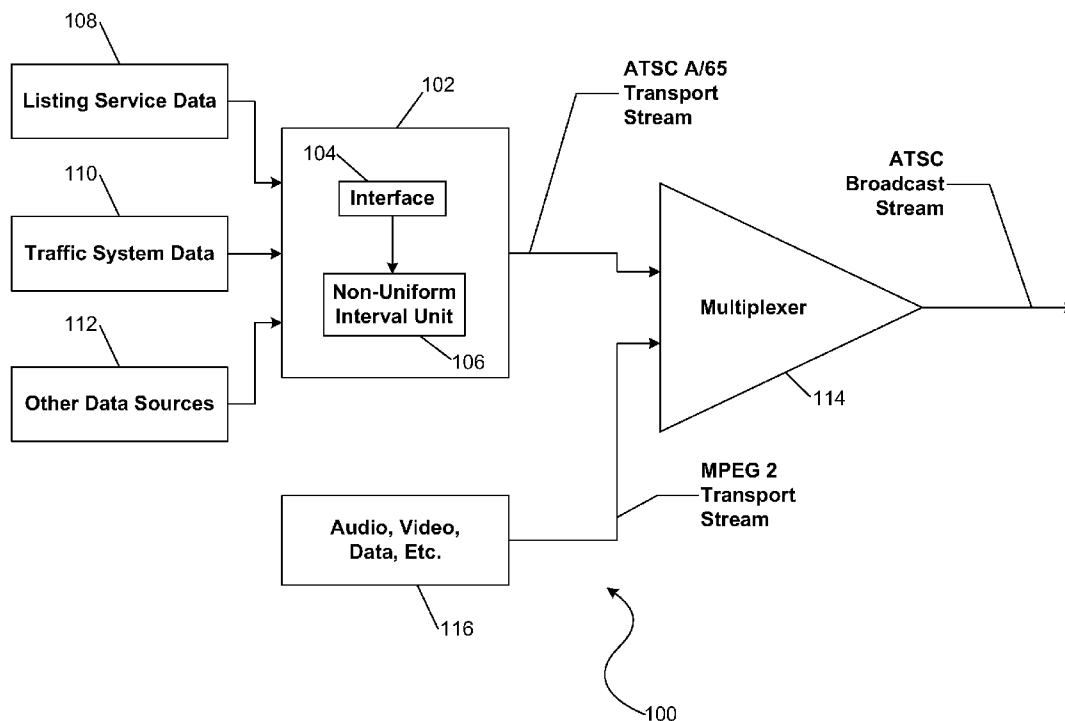 108
Listing Service Data
110
Traffic System Data
112
Other Data Sources
102
104
Interface
Non-Uniform
Interval Unit
106
ATSC A/65
Transport
Stream
Multiplexer
114
ATSC
Broadcast
Stream
MPEG 2
Transport
Stream
Audio, Video,
Data, Etc.
116
100